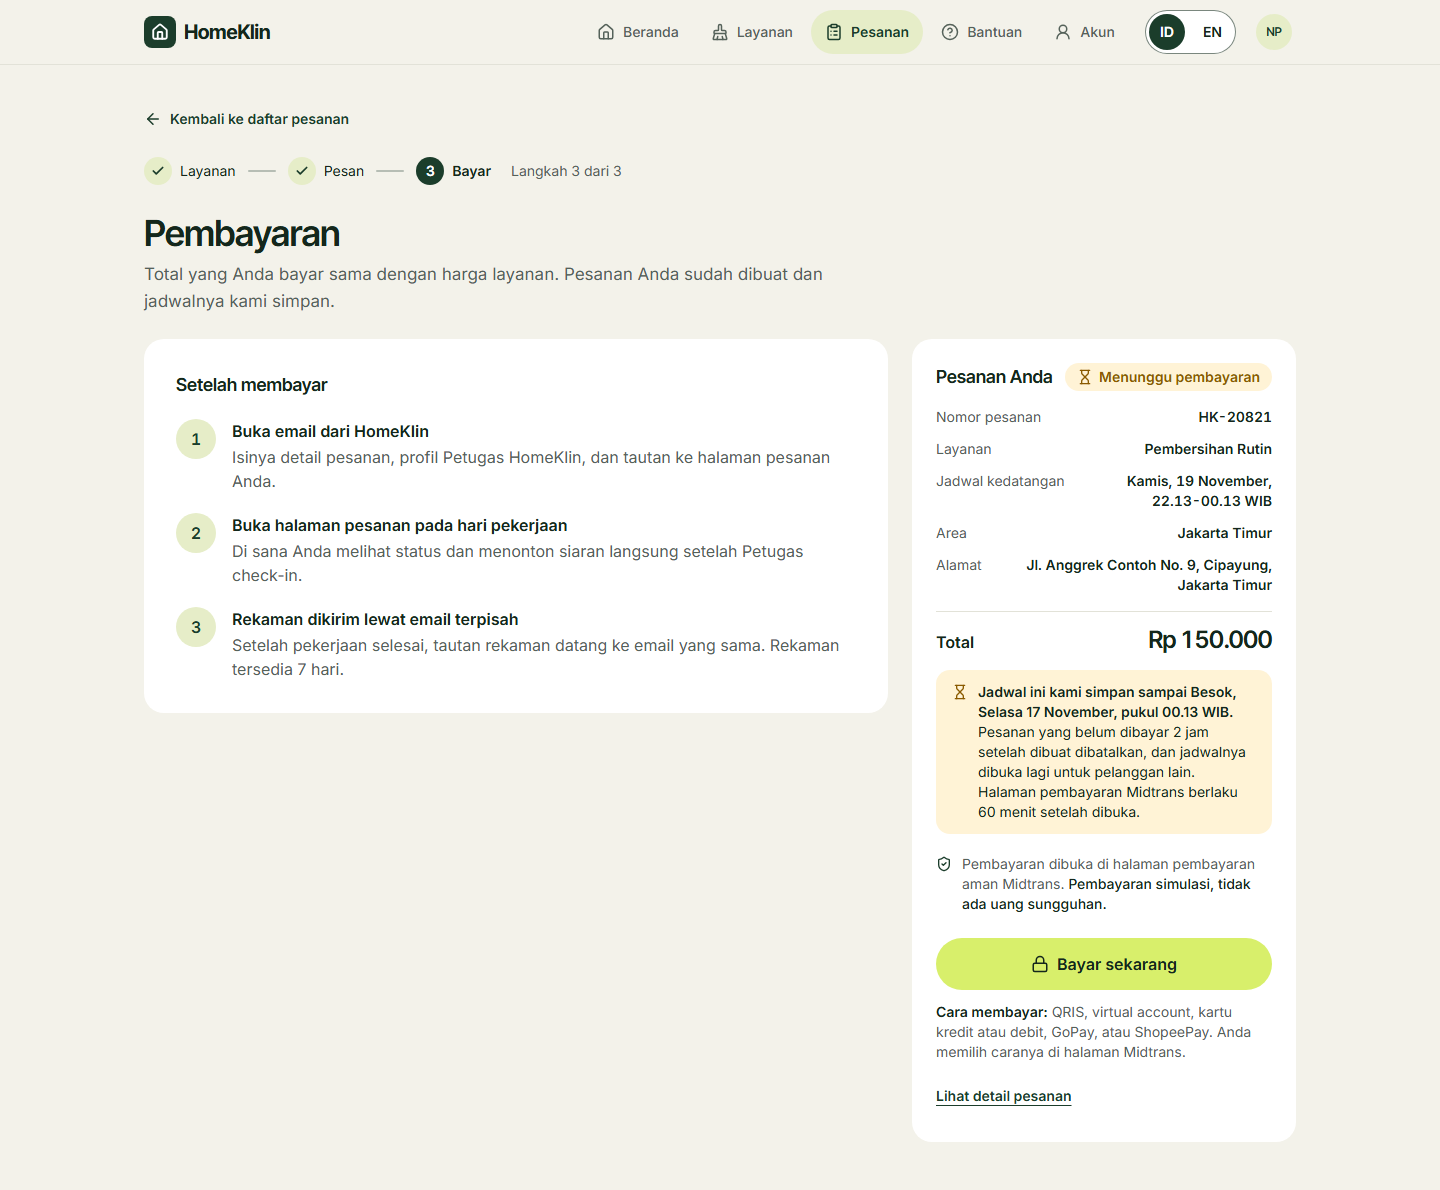 HomeKlin
Beranda
Layanan
Pesanan
Bantuan
Akun
ID
EN
NP
Kembali ke daftar pesanan
Layanan
Pesan
3
Bayar
Langkah 3 dari 3
Pembayaran
Total yang Anda bayar sama dengan harga layanan. Pesanan Anda sudah dibuat dan
jadwalnya kami simpan.
Setelah membayar
1
Buka email dari HomeKlin
Isinya detail pesanan, profil Petugas HomeKlin, dan tautan ke halaman pesanan
Anda.
2
Buka halaman pesanan pada hari pekerjaan
Di sana Anda melihat status dan menonton siaran langsung setelah Petugas
check-in.
3
Rekaman dikirim lewat email terpisah
Setelah pekerjaan selesai, tautan rekaman datang ke email yang sama. Rekaman
tersedia 7 hari.
Pesanan Anda
Menunggu pembayaran
Nomor pesanan
HK-20821
Layanan
Pembersihan Rutin
Jadwal kedatangan
Kamis, 19 November,
22.13-00.13 WIB
Area
Jakarta Timur
Alamat
Jl. Anggrek Contoh No. 9, Cipayung,
Jakarta Timur
Total
Rp 150.000
Jadwal ini kami simpan sampai Besok,
Selasa 17 November, pukul 00.13 WIB.
Pesanan yang belum dibayar 2 jam
setelah dibuat dibatalkan, dan jadwalnya
dibuka lagi untuk pelanggan lain.
Halaman pembayaran Midtrans berlaku
60 menit setelah dibuka.
Pembayaran dibuka di halaman pembayaran
aman Midtrans. Pembayaran simulasi, tidak
ada uang sungguhan.
Bayar sekarang
Cara membayar: QRIS, virtual account, kartu
kredit atau debit, GoPay, atau ShopeePay. Anda
memilih caranya di halaman Midtrans.
Lihat detail pesanan